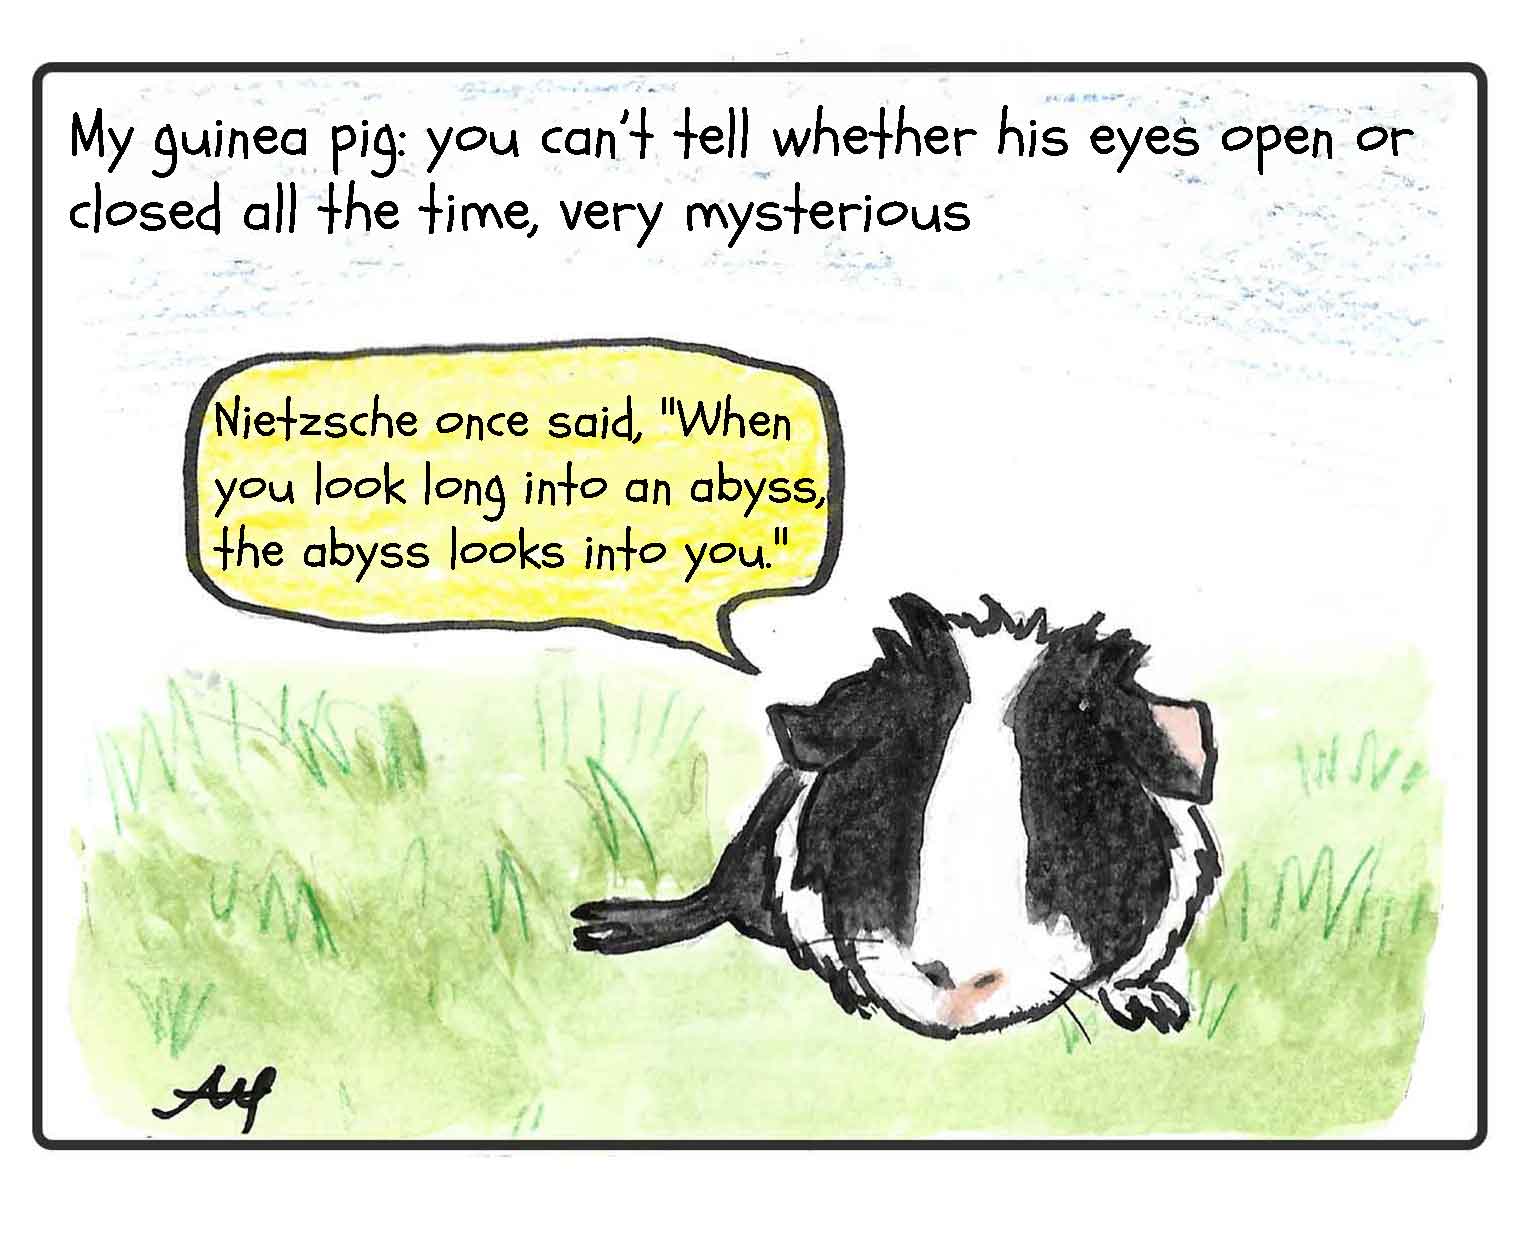 My guinea pig: you can't tell whether his eyes open or
closed all the time, very mysterious
Nietzsche once said, "When
you look long into an abyss,
the abyss looks into you."